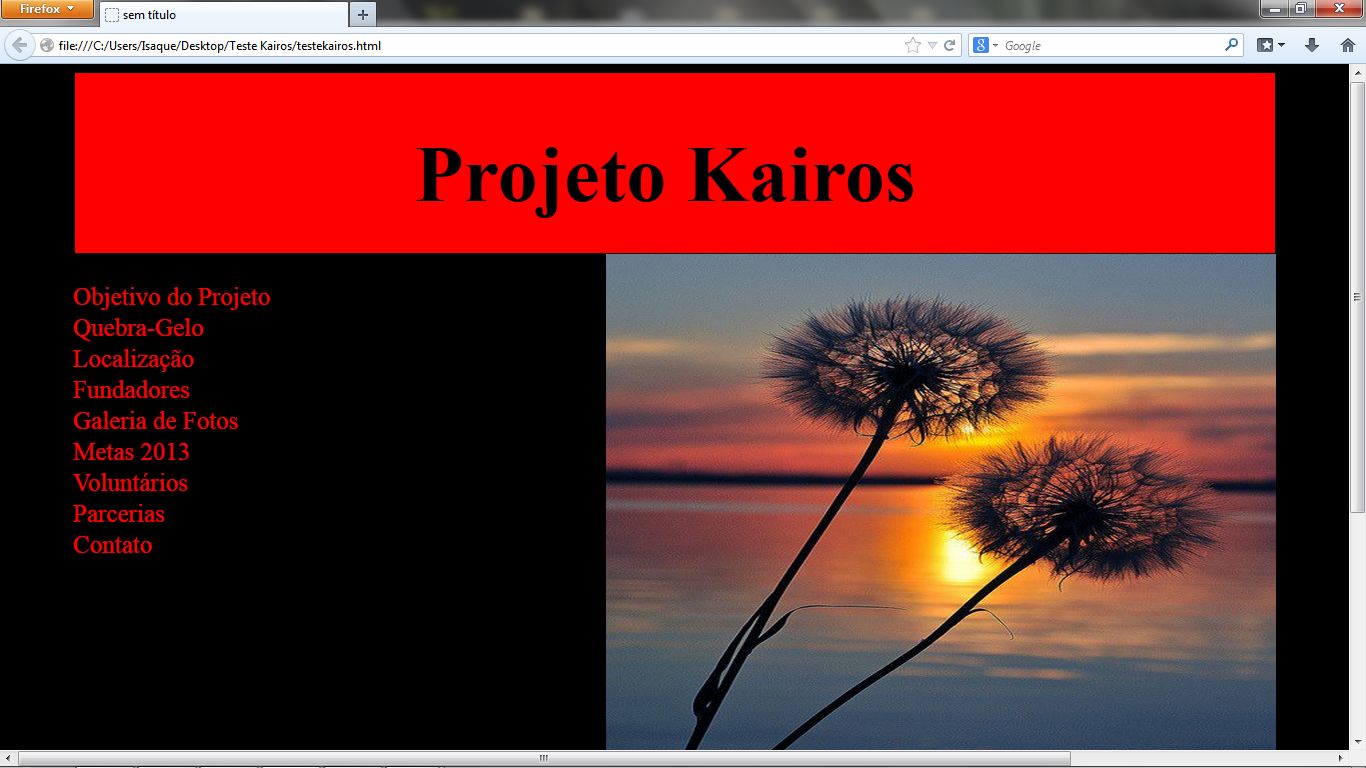 Firefox
sem título
file:///C:/Users/Isaque/Desktop/Teste Kairos/testekairos.html
Google
Projeto Kairos
Objetivo do Projeto
Quebra-Gelo
Localização
Fundadores
Galeria de Fotos
Metas 2013
Voluntários
Parcerias
Contato